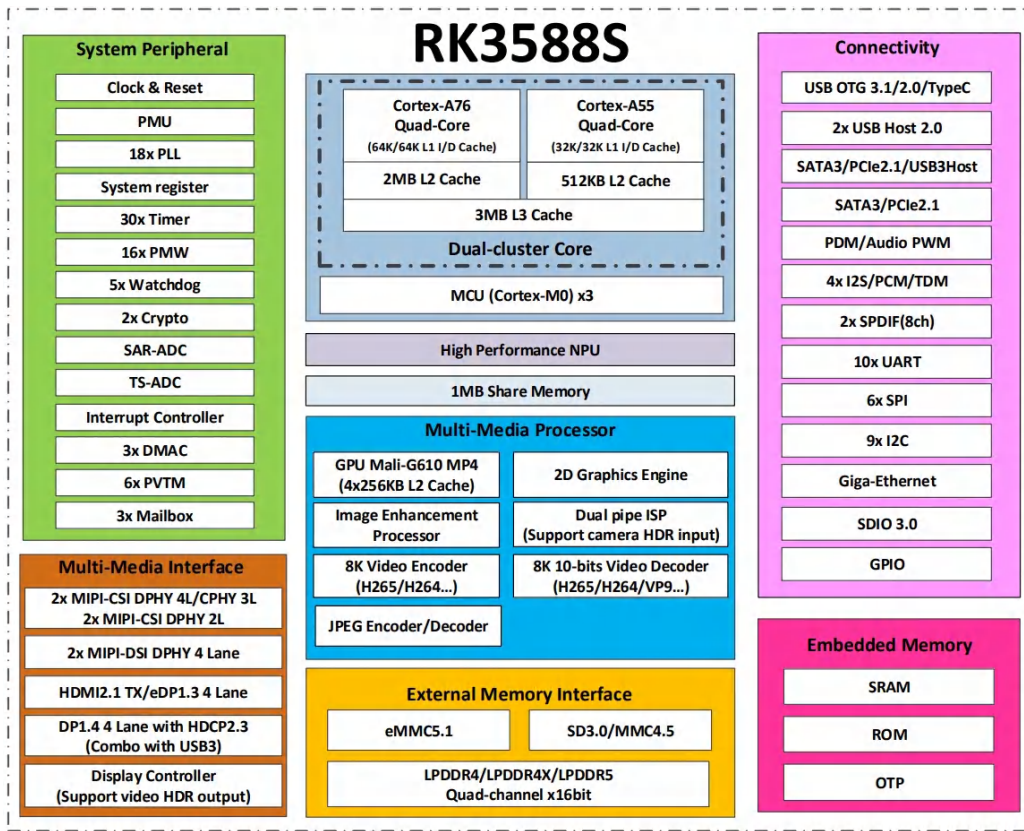 RK3588S
System Peripheral
Clock & Reset
PMU
18x PLL
System register
30x Timer
16x PMW
5x Watchdog
2x Crypto
SAR-ADC
TS-ADC
Interrupt Controller
3x DMAC
6x PVTM
3x Mailbox
Multi-Media Interface
2x MIPI-CSI DPHY 4L/CPHY 3L
2x MIPI-CSI DPHY 2L
2x MIPI-DSI DPHY 4 Lane
HDMI2.1 TX/eDP1.3 4 Lane
DP1.4 4 Lane with HDCP2.3
(Combo with USB3)
Display Controller
(Support video HDR output)
Cortex-A76
Quad-Core
(64K/64K L1 I/D Cache)
2MB L2 Cache
Cortex-A55
Quad-Core
(32K/32K L1 I/D Cache)
512KB L2 Cache
3MB L3 Cache
Dual-cluster Core
MCU (Cortex-M0) x3
High Performance NPU
1MB Share Memory
Multi-Media Processor
GPU Mali-G610 MP4
(4x256KB L2 Cache)
2D Graphics Engine
Image Enhancement
Processor
Dual pipe ISP
(Support camera HDR input)
8K Video Encoder
(H265/H264...)
8K 10-bits Video Decoder
(H265/H264/VP9...)
JPEG Encoder/Decoder
External Memory Interface
eMMC5.1
SD3.0/MMC4.5
LPDDR4/LPDDR4X/LPDDR5
Quad-channel x16bit
Connectivity
USB OTG 3.1/2.0/TypeC
2x USB Host 2.0
SATA3/PCIe2.1/USB3Host
SATA3/PCIe2.1
PDM/Audio PWM
4x I2S/PCM/TDM
2x SPDIF(8ch)
10x UART
6x SPI
9x I2C
Giga-Ethernet
SDIO 3.0
GPIO
Embedded Memory
SRAM
ROM
OTP